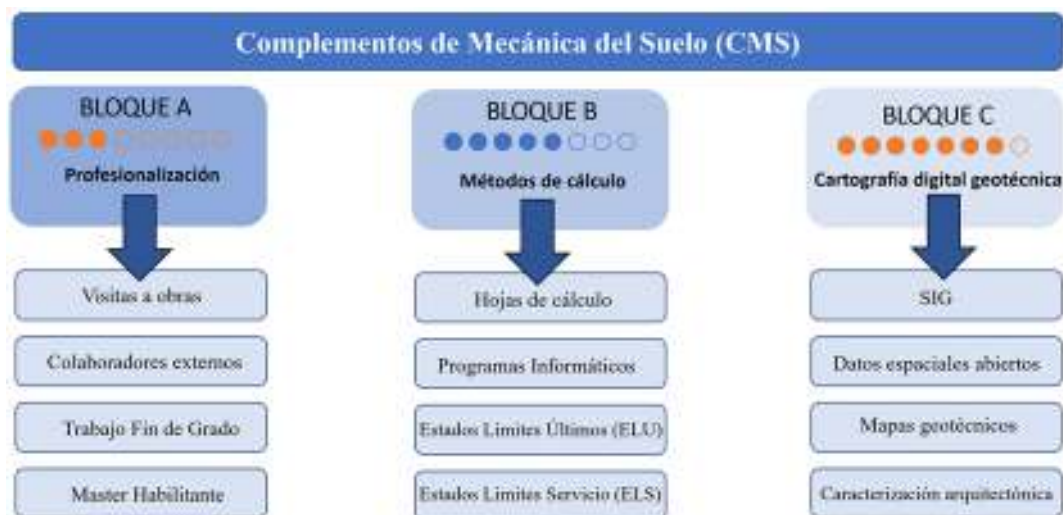 Complementos de Mecánica del Suelo (CMS)
BLOQUE A
Profesionalización
Visitas a obras
Colaboradores externos
Trabajo Fin de Grado
Master Habilitante
BLOQUE B
Métodos de cálculo
Hojas de cálculo
Programas Informáticos
Estados Limites Últimos (ELU)
Estados Limites Servicio (ELS)
BLOQUE C
Cartografía digital geotécnica
SIG
Datos espaciales abiertos
Mapas geotécnicos
Caracterización arquitectónica